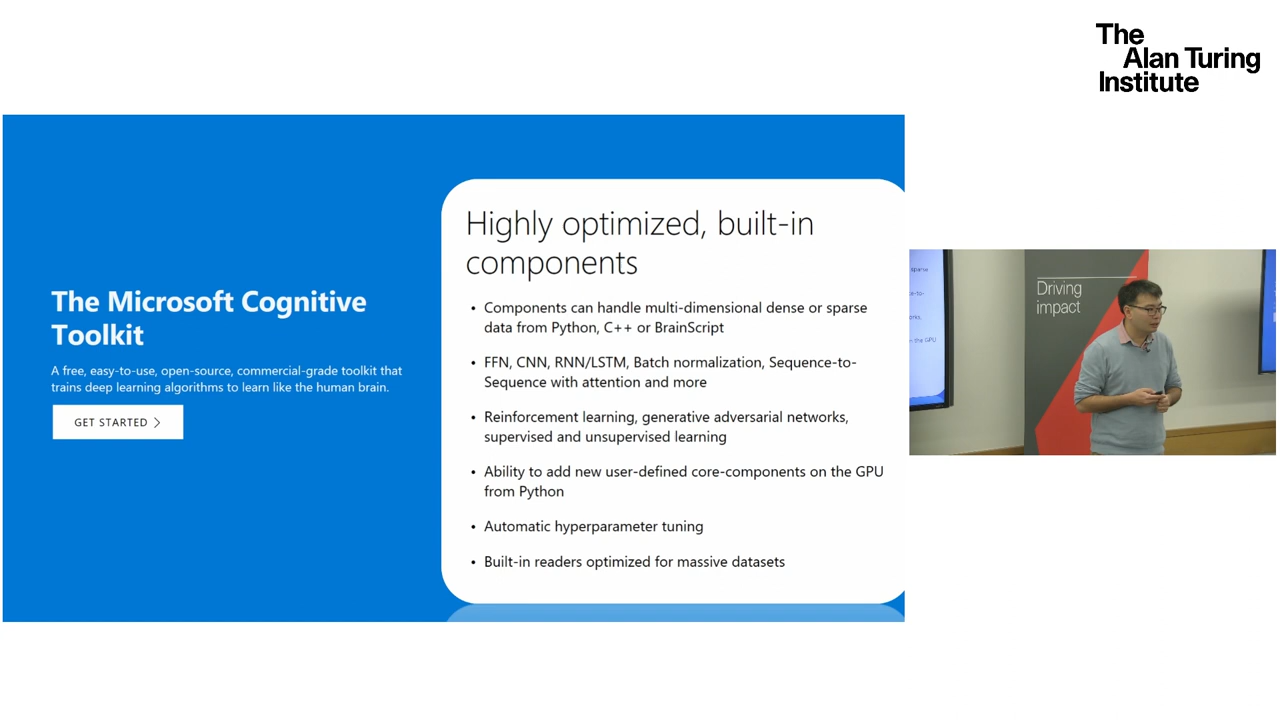 The
Alan Turing
Institute
The Microsoft Cognitive
Toolkit
A free, easy-to-use, open-source, commercial-grade toolkit that
trains deep learning algorithms to learn like the human brain.
GET STARTED
Highly optimized, built-in
components
• Components can handle multi-dimensional dense or sparse
data from Python, C++ or BrainScript
• FFN, CNN, RNN/LSTM, Batch normalization, Sequence-to-
Sequence with attention and more
• Reinforcement learning, generative adversarial networks,
supervised and unsupervised learning
• Ability to add new user-defined core-components on the GPU
from Python
• Automatic hyperparameter tuning
• Built-in readers optimized for massive datasets
sparse
Driving
impact
the GPU